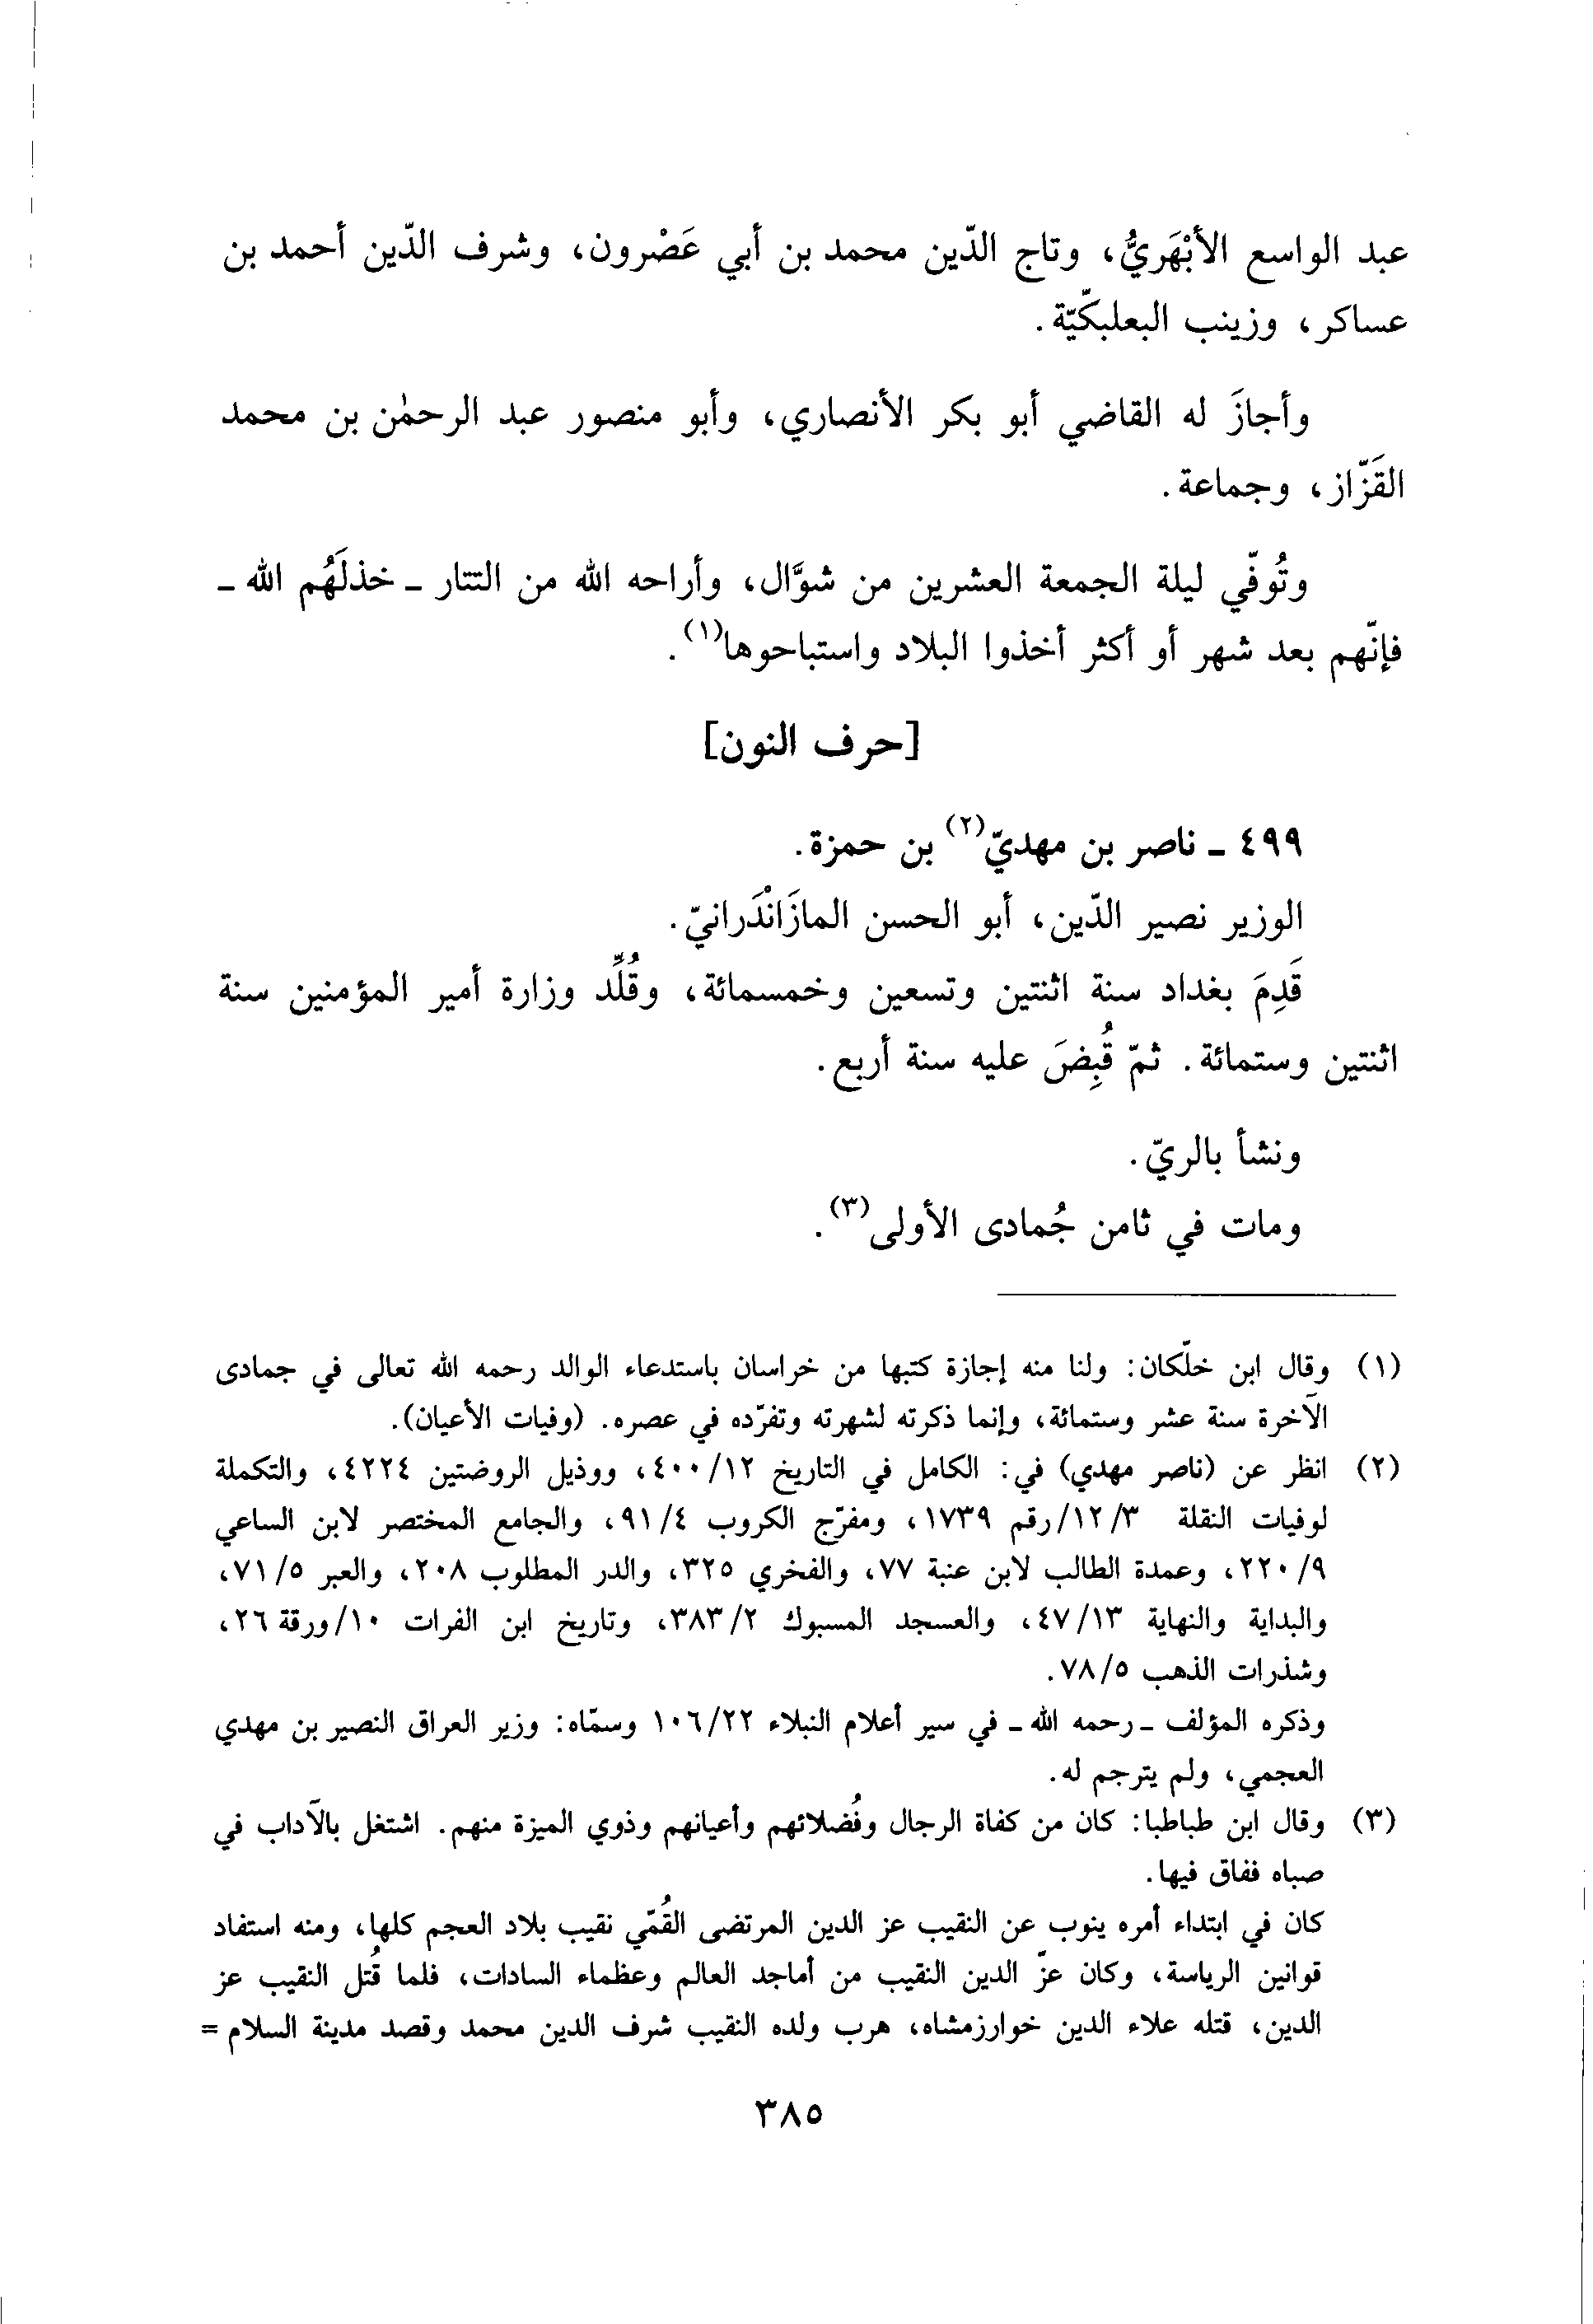 عبد الواسع الأَبْهَرِيُّ، وتاج الدّين محمد بن أبي عَصْرون، وشرف الدّين أحمد بن
عساكر، وزينب البعلبكّيّة.
وأجازَ له القاضي أبو بكر الأنصاري، وأبو منصور عبد الرحمٰن بن محمد
القَزّاز، وجماعة.
وتُوفّي ليلة الجمعة العشرين من شوَّال، وأراحه الله من التتار ـ خذلَهُم الله ـ
فإنّهم بعد شهر أو أكثر أخذوا البلاد واستباحوها(١).
[حرف النون]
٤٩٩ ـ ناصر بن مهديّ(٢) بن حمزة.
الوزير نصير الدّين، أبو الحسن المازَانْدَرانيّ.
قَدِمَ بغداد سنة اثنتين وتسعين وخمسمائة، وقُلِّد وزارة أمير المؤمنين سنة
اثنتين وستمائة. ثمّ قُبِضَ عليه سنة أربع.
ونشأ بالريّ.
ومات في ثامن جُمادى الأولى(٣).
(١) وقال ابن خلّكان: ولنا منه إجازة كتبها من خراسان باستدعاء الوالد رحمه الله تعالى في جمادى
الآخرة سنة عشر وستمائة، وإنما ذكرته لشهرته وتفرّده في عصره. (وفيات الأعيان).
(٢) انظر عن (ناصر مهدي) في: الكامل في التاريخ ١٢/ ٤٠٠، ووذيل الروضتين ٤٢٢٤، والتكملة
لوفيات النقلة ٣/ ١٢/رقم ١٧٣٩، ومفرّج الكروب ٤/ ٩١، والجامع المختصر لابن الساعي
٩/ ٢٢٠، وعمدة الطالب لابن عنبة ٧٧، والفخري ٣٢٥، والدر المطلوب ٢٠٨، والعبر ٥/ ٧١،
والبداية والنهاية ١٣/ ٤٧، والعسجد المسبوك ٢/ ٣٨٣، وتاريخ ابن الفرات ١٠/ورقة ٢٦،
وشذرات الذهب ٥/ ٧٨.
وذكره المؤلف ـ رحمه الله ـ في سير أعلام النبلاء ٢٢/ ١٠٦ وسمّاه: وزير العراق النصير بن مهدي
العجمي، ولم يترجم له.
(٣) وقال ابن طباطبا: كان من كفاة الرجال وفُضلائهم وأعيانهم وذوي الميزة منهم. اشتغل بالآداب في
صباه ففاق فيها.
كان في ابتداء أمره ينوب عن النقيب عز الدين المرتضى القُمّي نقيب بلاد العجم كلها، ومنه استفاد
قوانين الرياسة، وكان عزّ الدين النقيب من أماجد العالم وعظماء السادات، فلما قُتل النقيب عز
الدين، قتله علاء الدين خوارزمشاه، هرب ولده النقيب شرف الدين محمد وقصد مدينة السلام =
٣٨٥